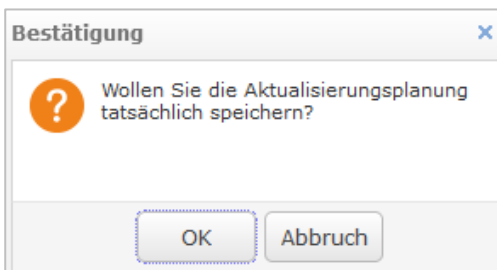 Bestätigung
Wollen Sie die Aktualisierungsplanung
tatsächlich speichern?
OK
Abbruch